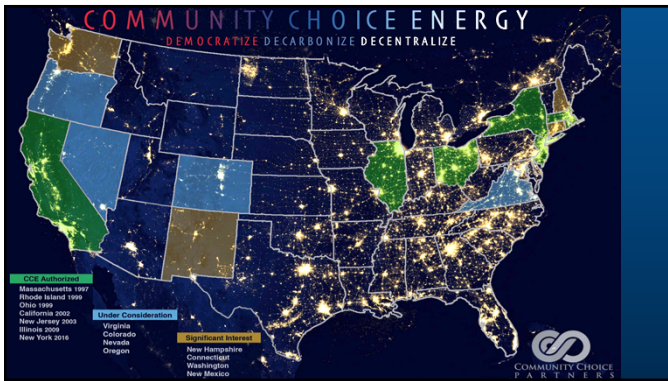 COMMUNITY CHOICE ENERGY
DEMOCRATIZE DECARBONIZE DECENTRALIZE
CCE Authorized
Massachusetts 1997
Rhode Island 1999
Ohio 1999
California 2002
New Jersey 2003
Illinois 2009
New York 2016
Under Consideration
Virginia
Colorado
Nevada
Oregon
Significant Interest
New Hampshire
Connecticut
Washington
New Mexico
COMMUNITY CHOICE
PARTNERS